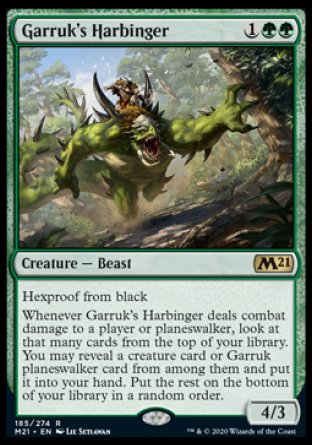 Garruk's Harbinger 1
Creature — Beast
M21
Hexproof from black
Whenever Garruk's Harbinger deals combat
damage to a player or planeswalker, look at
that many cards from the top of your library.
You may reveal a creature card or Garruk
planeswalker card from among them and put
it into your hand. Put the rest on the bottom
of your library in a random order.
4/3
185/274 R
M21 • EN Lie Setiawan
™ & © 2020 Wizards of the Coast